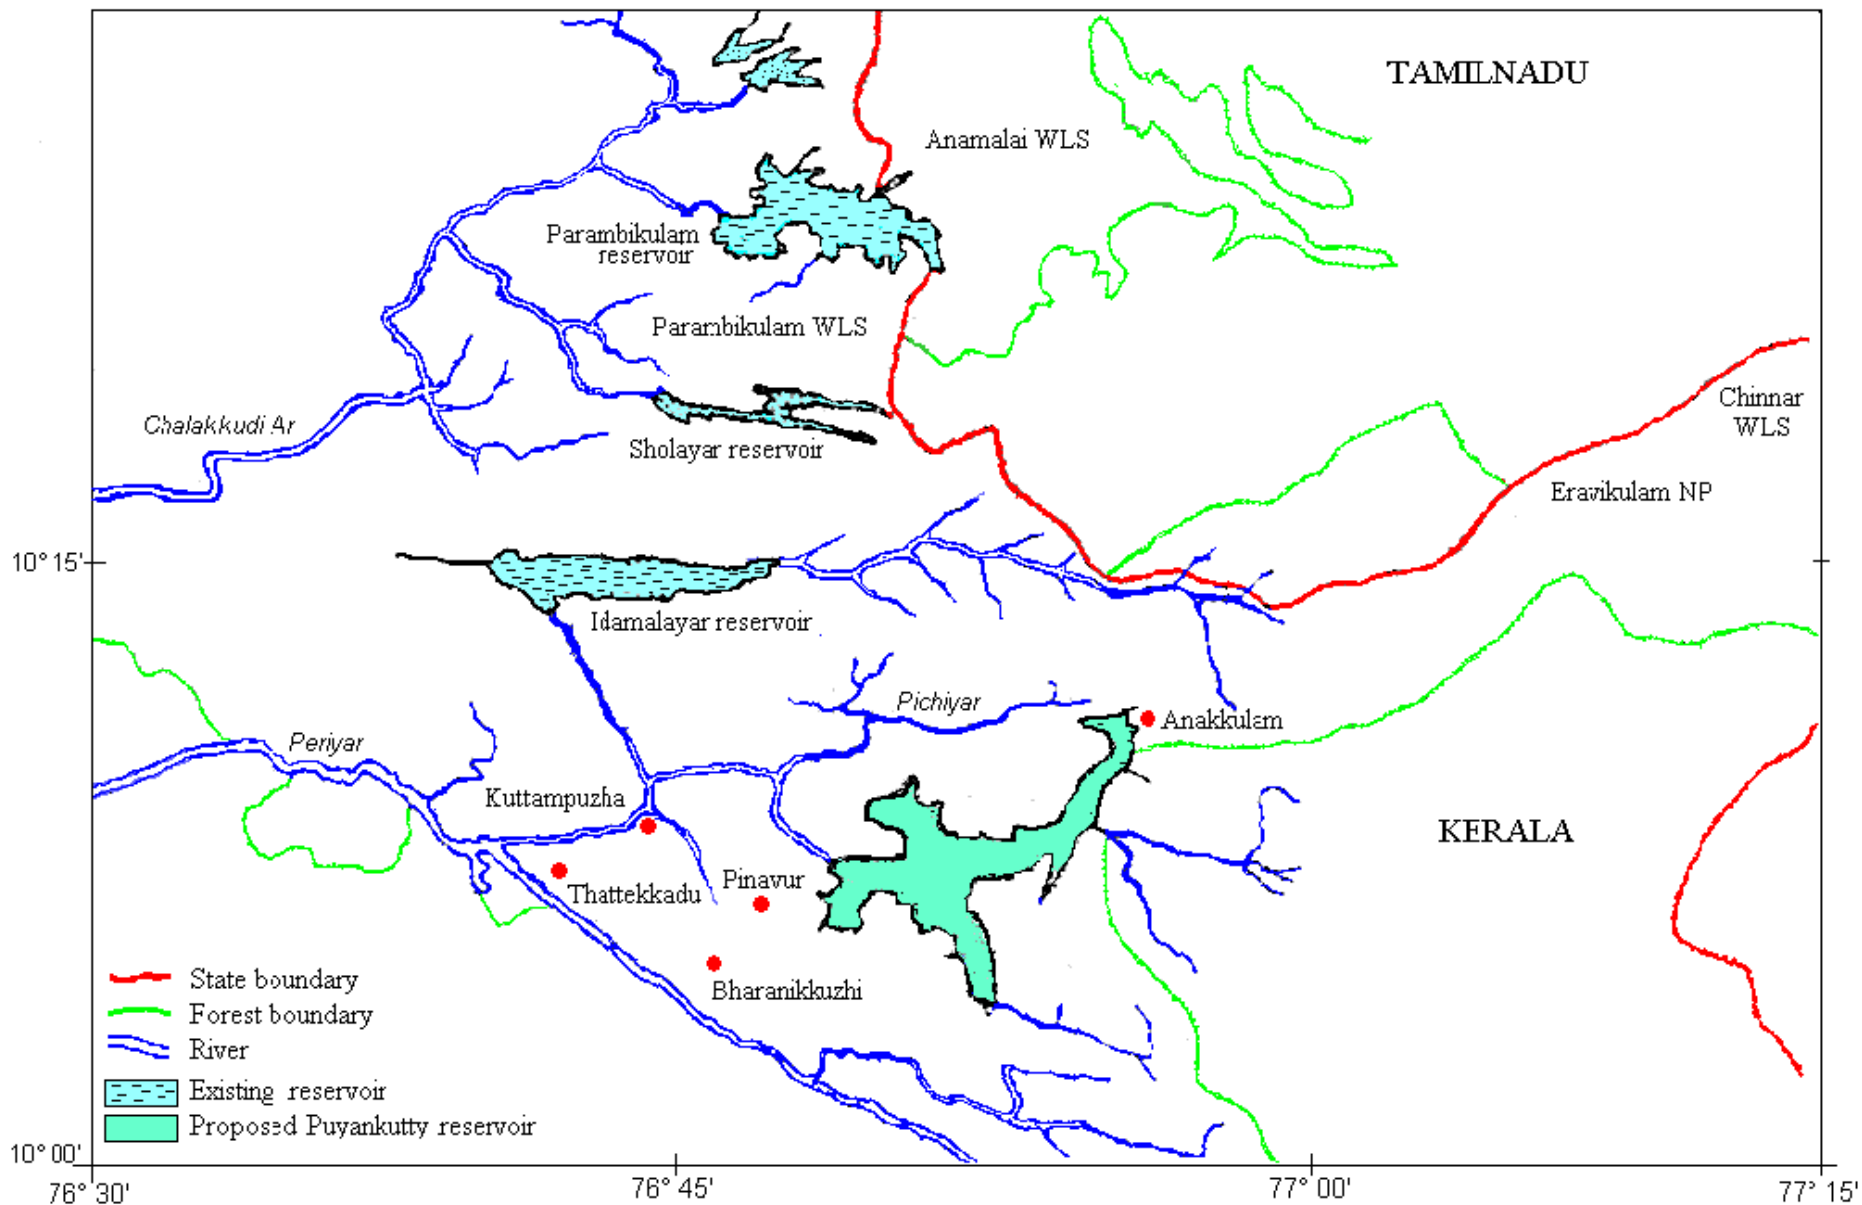 TAMILNADU
Anamalai WLS
Parambikulam
reservoir
Parambikulam WLS
Chinnar
WLS
Chalakkudi Ar
Sholayar reservoir
Eravikulam NP
10° 15'
Idamalayar reservoir
Pichiyar
Anakkulam
Periyar
Kuttampuzha
KERALA
Pinavur
Thattekkadu
Bharanikkuzhi
State boundary
Forest boundary
River
Existing reservoir
Proposed Puyankutty reservoir
10° 00'
76° 30'
76° 45'
77° 00'
77° 15'